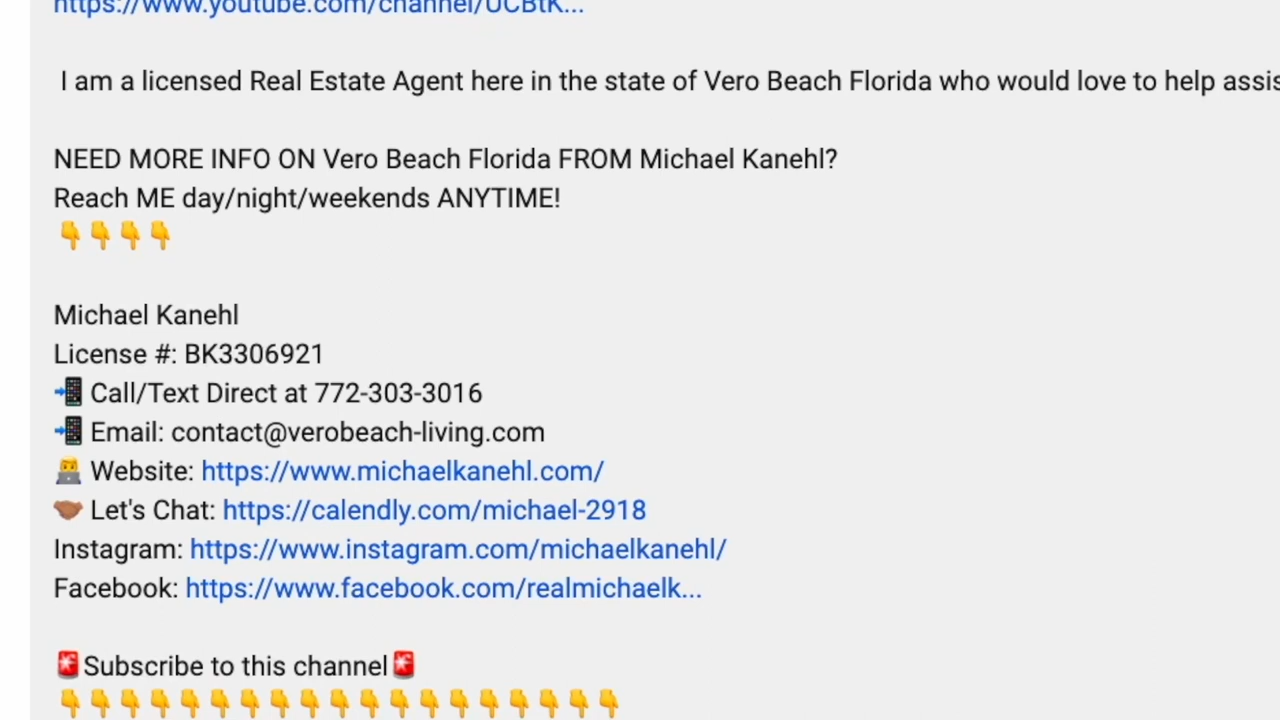 https://www.youtube.com/channel/UCBtK...
I am a licensed Real Estate Agent here in the state of Vero Beach Florida who would love to help assis
NEED MORE INFO ON Vero Beach Florida FROM Michael Kanehl?
Reach ME day/night/weekends ANYTIME!
👇👇👇👇
Michael Kanehl
License #: BK3306921
📲 Call/Text Direct at 772-303-3016
📲 Email: contact@verobeach-living.com
👨‍💻 Website: https://www.michaelkanehl.com/
🤝🏽 Let's Chat: https://calendly.com/michael-2918
Instagram: https://www.instagram.com/michaelkanehl/
Facebook: https://www.facebook.com/realmichaelk...
🚨Subscribe to this channel🚨
👇👇👇👇👇👇👇👇👇👇👇👇👇👇👇👇👇👇👇